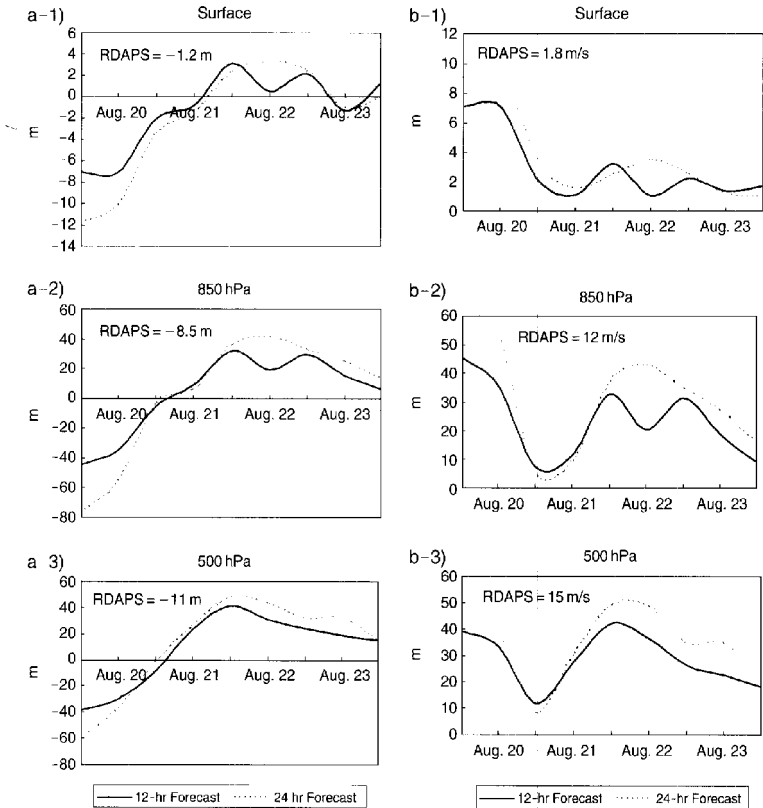 a-1)
Surface
6
4
2
0
-2
-4
-6
-8
-10
-12
-14
m
RDAPS = -1.2 m
Aug. 20 Aug. 21 Aug. 22 Aug. 23
b-1)
Surface
12
10
8
6
4
2
0
m
RDAPS = 1.8 m/s
Aug. 20 Aug. 21 Aug. 22 Aug. 23
a-2)
850 hPa
60
40
20
0
-20
-40
-60
-80
m
RDAPS = -8.5 m
Aug. 20 Aug. 21 Aug. 22 Aug. 23
b-2)
850 hPa
60
50
40
30
20
10
0
m
RDAPS = 12 m/s
Aug. 20 Aug. 21 Aug. 22 Aug. 23
a 3)
500 hPa
60
40
20
0
-20
-40
-60
-80
m
RDAPS = -11 m
Aug. 20 Aug. 21 Aug. 22 Aug. 23
b-3)
500 hPa
60
50
40
30
20
10
0
m
RDAPS = 15 m/s
Aug. 20 Aug. 21 Aug. 22 Aug. 23
12-hr Forecast 24 hr Forecast
12-hr Forecast 24-hr Forecast